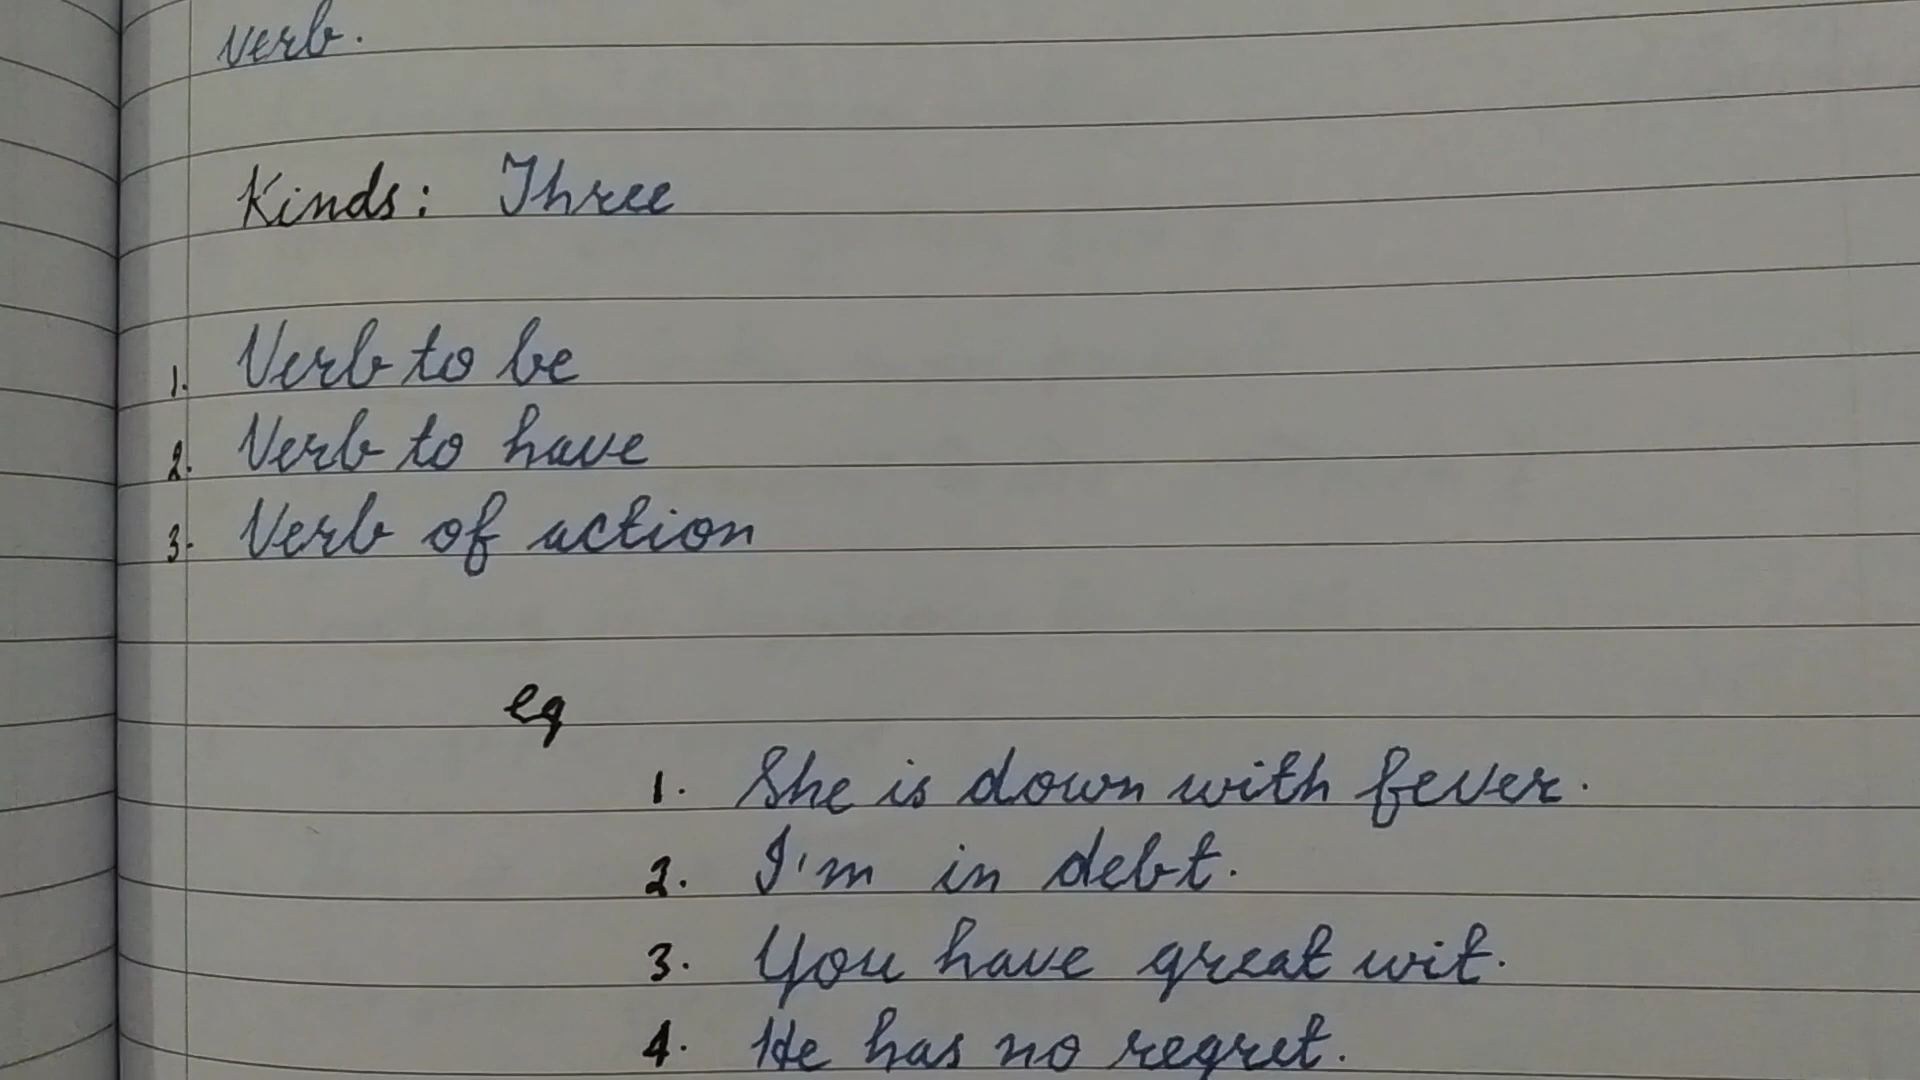 verb.
Kinds: Three
1. Verb to be
2. Verb to have
3. Verb of action
eg
1. She is down with fever.
2. I'm in debt.
3. You have great wit.
4. He has no regret.